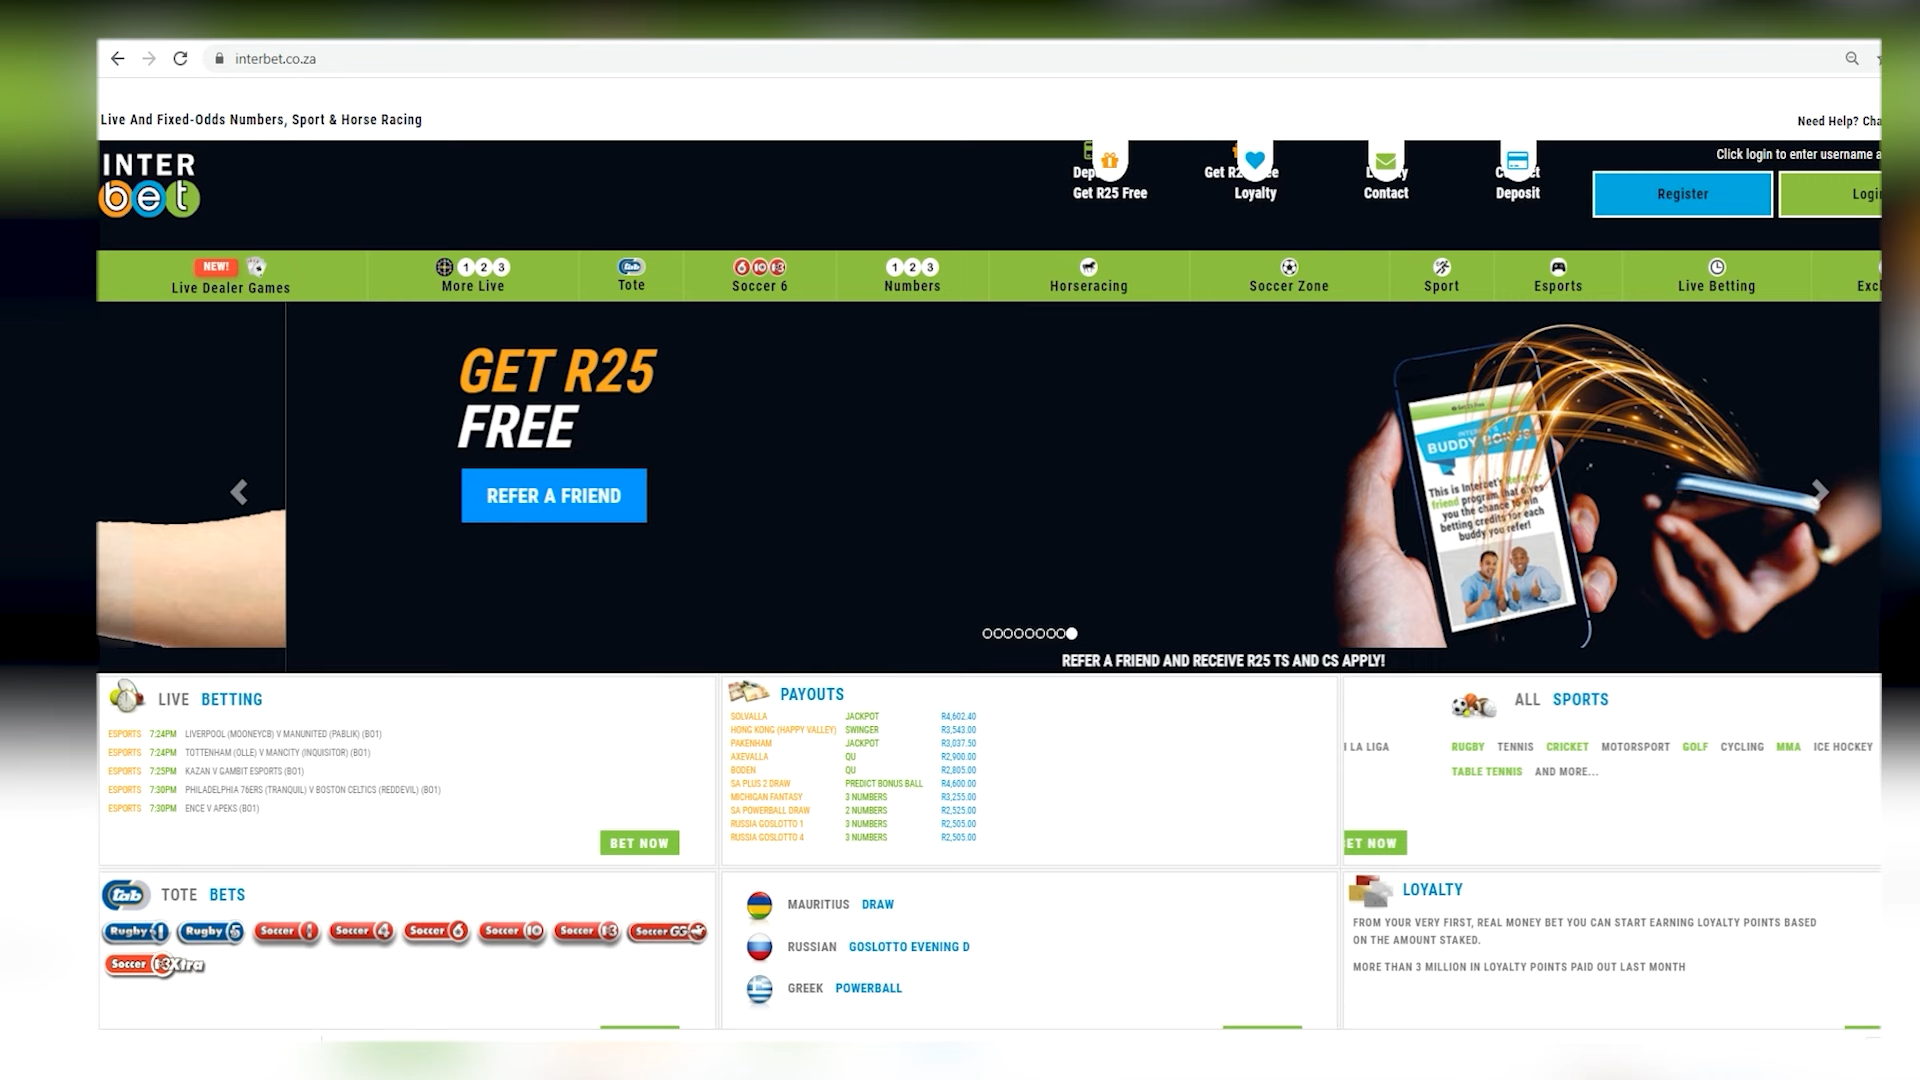 interbet.co.za
Live And Fixed-Odds Numbers, Sport & Horse Racing
Need Help? Cha
INTER
bet
Get R25 Free
Loyalty
Contact
Deposit
Click login to enter username a
Register
Logi
NEW!
Live Dealer Games
1 2 3
More Live
tab
Tote
6 10 13
Soccer 6
1 2 3
Numbers
Horseracing
Soccer Zone
Sport
Esports
Live Betting
Exc
GET R25
FREE
REFER A FRIEND
BUDDY BONUS
This is Interbet's Refer-a-
friend program, that gives
you the chance to win
betting credits for each
buddy you refer!
REFER A FRIEND AND RECEIVE R25 TS AND CS APPLY!
LIVE BETTING
ESPORTS 7:24PM LIVERPOOL (MOONEYCB) V MANUNITED (PABLIK) (BO1)
ESPORTS 7:24PM TOTTENHAM (OLLE) V MANCITY (INQUISITOR) (BO1)
ESPORTS 7:25PM KAZAN V GAMBIT ESPORTS (BO1)
ESPORTS 7:30PM PHILADELPHIA 76ERS (TRANQUIL) V BOSTON CELTICS (REDDEVIL) (BO1)
ESPORTS 7:30PM ENCE V APEKS (BO1)
BET NOW
PAYOUTS
SOLVALLA JACKPOT R4,602.40
HONG KONG (HAPPY VALLEY) SWINGER R3,543.00
PAKENHAM JACKPOT R3,037.50
AXEVALLA QU R2,900.00
BODEN QU R2,805.00
SA PLUS 2 DRAW PREDICT BONUS BALL R4,600.00
MICHIGAN FANTASY 3 NUMBERS R3,255.00
SA POWERBALL DRAW 2 NUMBERS R2,525.00
RUSSIA GOSLOTTO 1 3 NUMBERS R2,505.00
RUSSIA GOSLOTTO 4 3 NUMBERS R2,505.00
ALL SPORTS
I LA LIGA
RUGBY TENNIS CRICKET MOTORSPORT GOLF CYCLING MMA ICE HOCKEY
TABLE TENNIS AND MORE...
ET NOW
tab TOTE BETS
Rugby 1 Rugby 5 Soccer 1 Soccer 4 Soccer 6 Soccer 10 Soccer 13 Soccer GG
Soccer 13 Xtra
MAURITIUS DRAW
RUSSIAN GOSLOTTO EVENING D
GREEK POWERBALL
LOYALTY
FROM YOUR VERY FIRST, REAL MONEY BET YOU CAN START EARNING LOYALTY POINTS BASED
ON THE AMOUNT STAKED.
MORE THAN 3 MILLION IN LOYALTY POINTS PAID OUT LAST MONTH